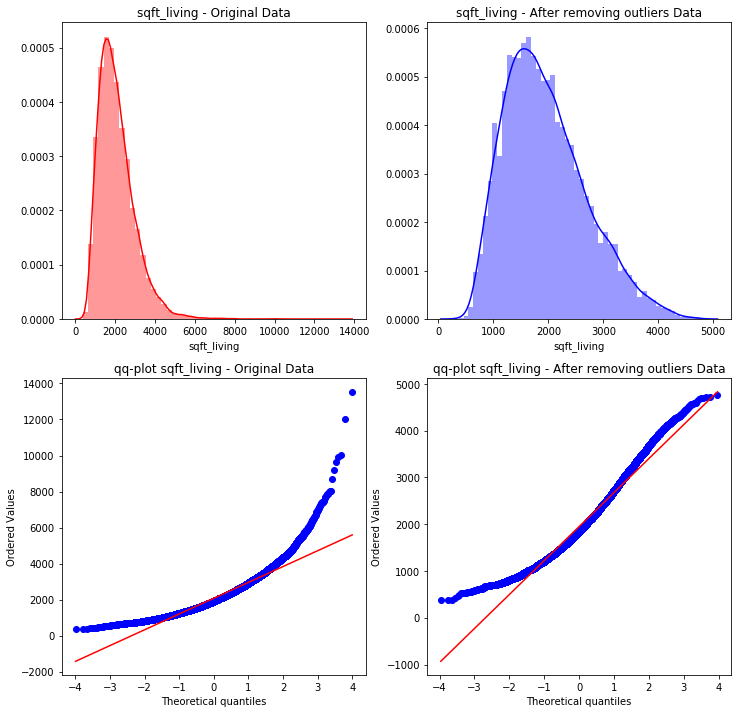 sqft_living - Original Data
0.0005
0.0004
0.0003
0.0002
0.0001
0.0000
0 2000 4000 6000 8000 10000 12000 14000
sqft_living
sqft_living - After removing outliers Data
0.0006
0.0005
0.0004
0.0003
0.0002
0.0001
0.0000
0 1000 2000 3000 4000 5000
sqft_living
qq-plot sqft_living - Original Data
Ordered Values
14000
12000
10000
8000
6000
4000
2000
0
−2000
−4 −3 −2 −1 0 1 2 3 4
Theoretical quantiles
qq-plot sqft_living - After removing outliers Data
Ordered Values
5000
4000
3000
2000
1000
0
−1000
−4 −3 −2 −1 0 1 2 3 4
Theoretical quantiles